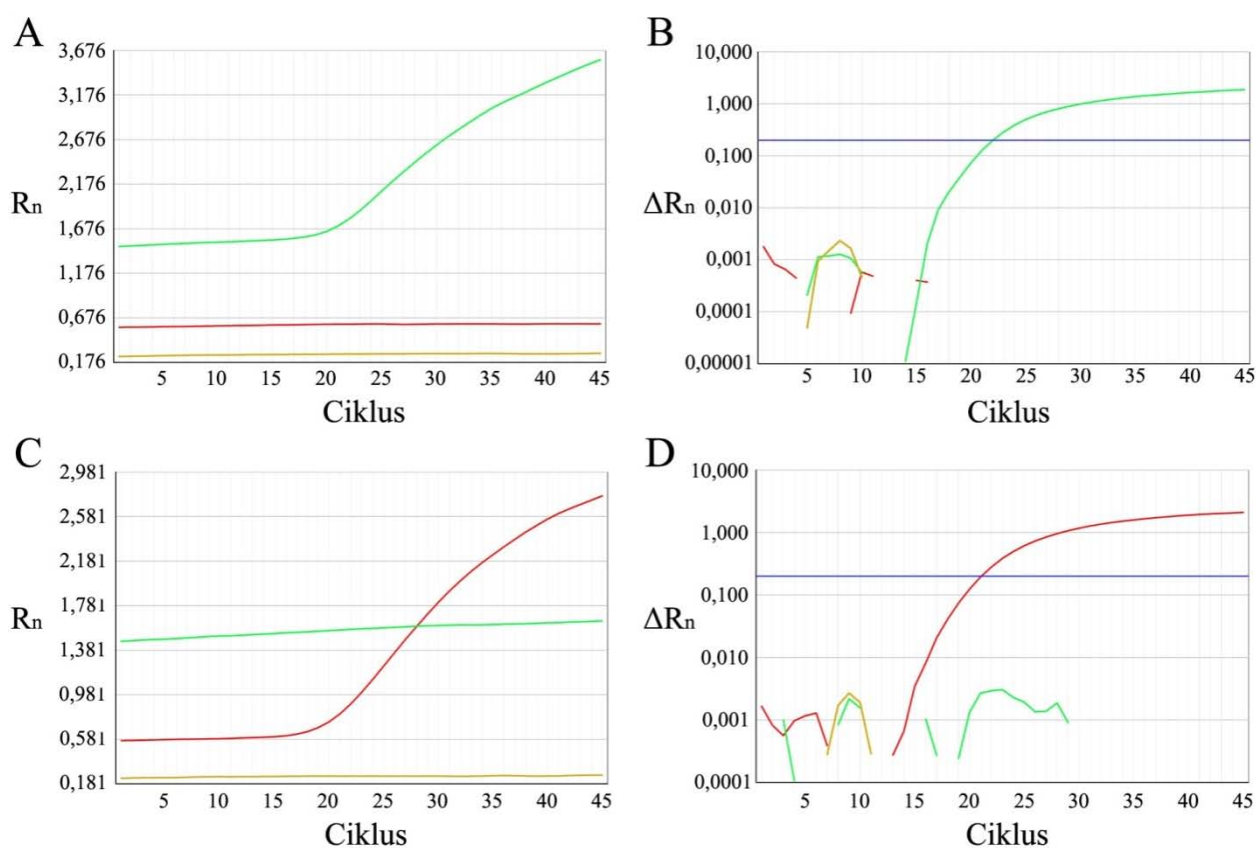 A
3,676
3,176
2,676
2,176
1,676
1,176
0,676
0,176
Rn
5 10 15 20 25 30 35 40 45
Ciklus
B
10,000
1,000
0,100
0,010
0,001
0,0001
0,00001
ΔRn
5 10 15 20 25 30 35 40 45
Ciklus
C
2,981
2,581
2,181
1,781
1,381
0,981
0,581
0,181
Rn
5 10 15 20 25 30 35 40 45
Ciklus
D
10,000
1,000
0,100
0,010
0,001
0,0001
ΔRn
5 10 15 20 25 30 35 40 45
Ciklus